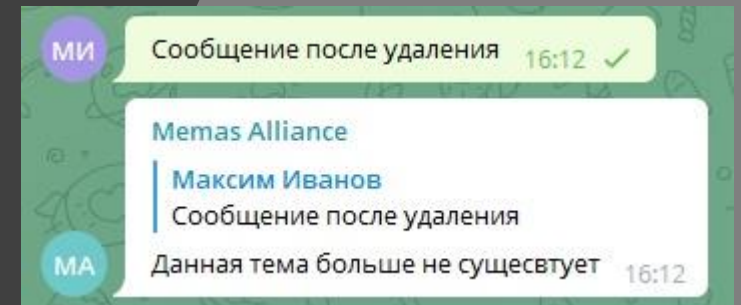 МИ
Сообщение после удаления 16:12
Memas Alliance
Максим Иванов
Сообщение после удаления
МА
Данная тема больше не сущесвтует 16:12